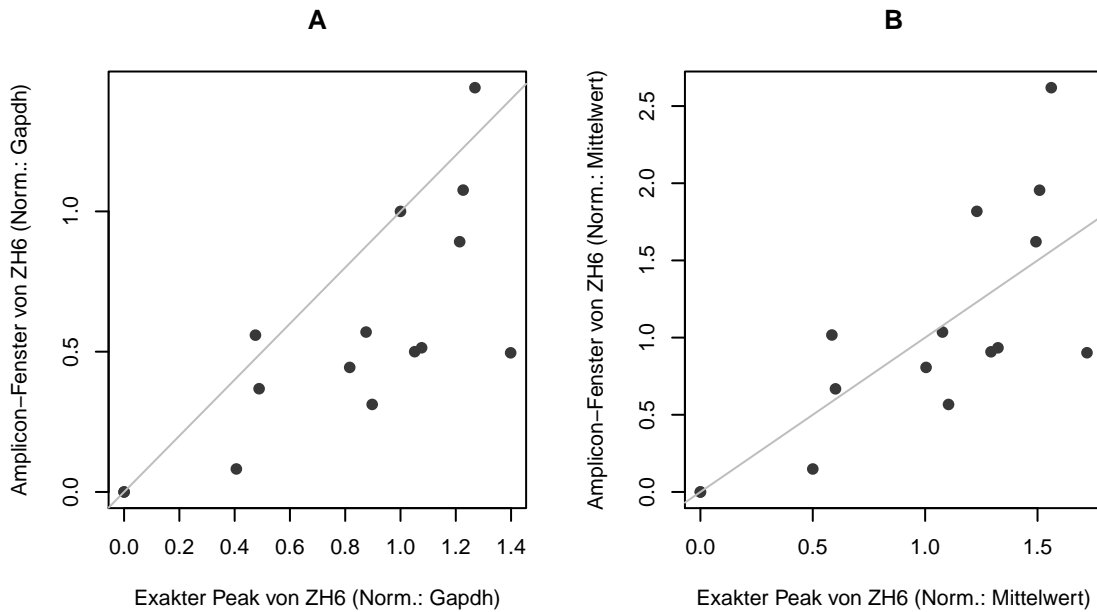 A
B
Amplicon−Fenster von ZH6 (Norm.: Gapdh)
0.0
0.5
1.0
0.0 0.2 0.4 0.6 0.8 1.0 1.2 1.4
Exakter Peak von ZH6 (Norm.: Gapdh)
Amplicon−Fenster von ZH6 (Norm.: Mittelwert)
0.0
0.5
1.0
1.5
2.0
2.5
0.0 0.5 1.0 1.5
Exakter Peak von ZH6 (Norm.: Mittelwert)